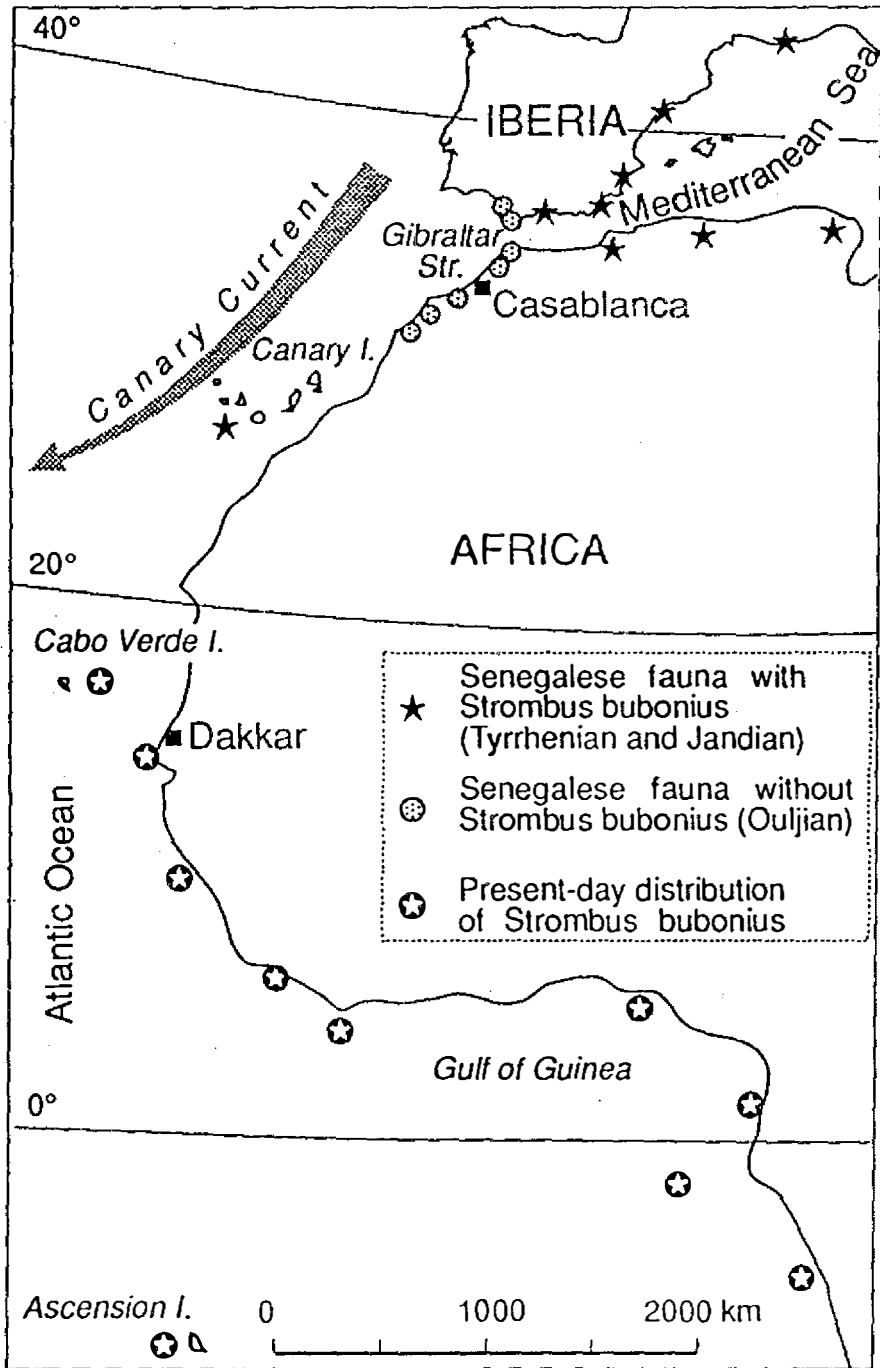 40°
IBERIA
Mediterranean Sea
Gibraltar
Str.
Casablanca
Canary Current
Canary I.
AFRICA
20°
Cabo Verde I.
Dakkar
Senegalese fauna with
Strombus bubonius
(Tyrrhenian and Jandian)
Senegalese fauna without
Strombus bubonius (Ouljian)
Present-day distribution
of Strombus bubonius
Atlantic Ocean
Gulf of Guinea
0°
Ascension I.
0 1000 2000 km